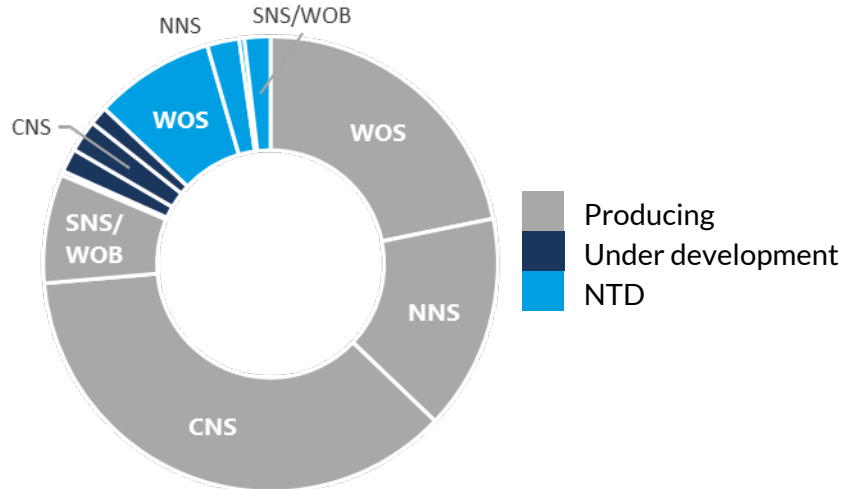 NNS
SNS/WOB
CNS
WOS
WOS
SNS/
WOB
NNS
CNS
Producing
Under development
NTD